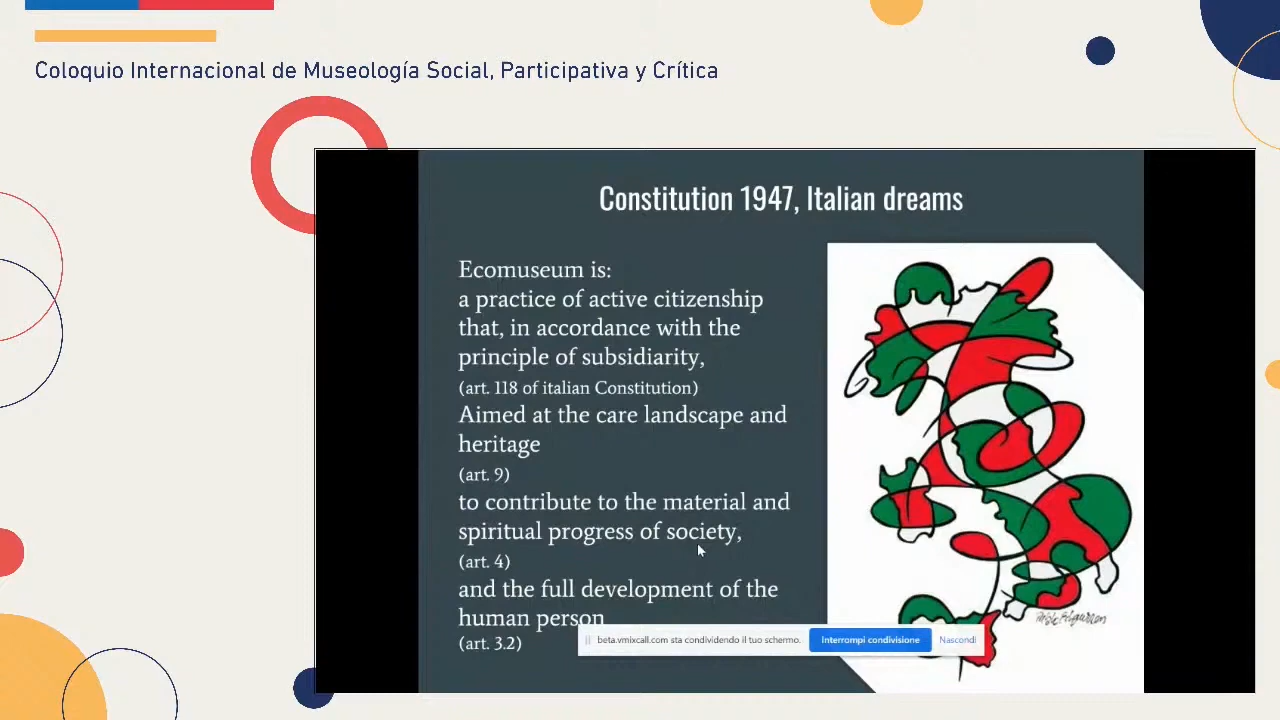 Coloquio Internacional de Museología Social, Participativa y Crítica
Constitution 1947, Italian dreams
Ecomuseum is:
a practice of active citizenship
that, in accordance with the
principle of subsidiarity,
(art. 118 of italian Constitution)
Aimed at the care landscape and
heritage
(art. 9)
to contribute to the material and
spiritual progress of society,
(art. 4)
and the full development of the
human person
(art. 3.2)
beta.vmixcall.com sta condividendo il tuo schermo.
Interrompi condivisione
Nascondi